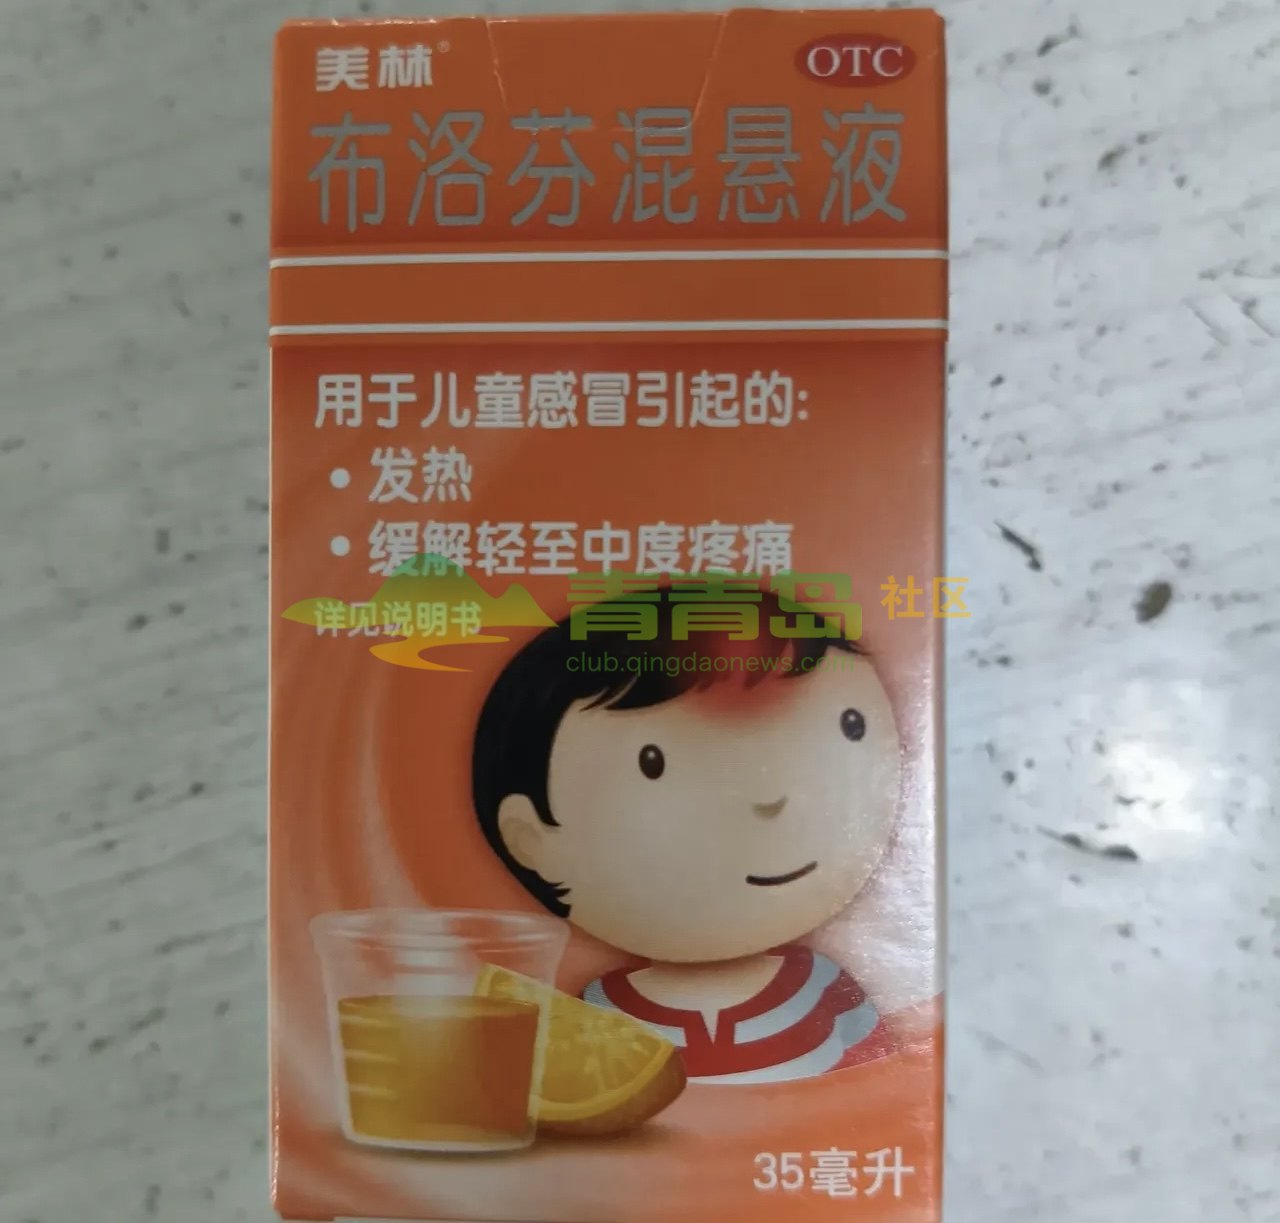 美林®
OTC
布洛芬混悬液
用于儿童感冒引起的:
• 发热
• 缓解轻至中度疼痛
详见说明书
青青岛 社区
club.qingdaonews.com
35毫升